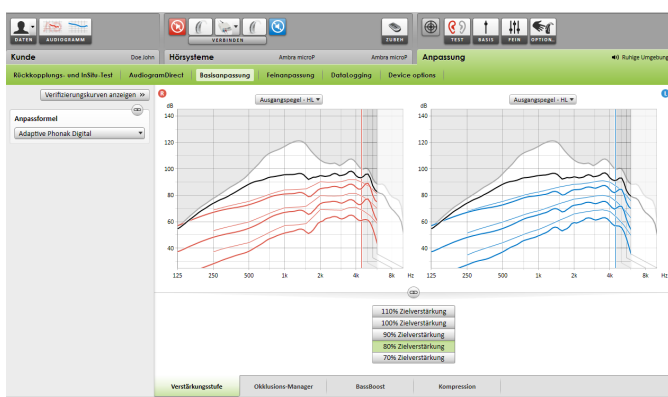 DATEN AUDIOGRAMM VERBINDEN ZUBEH TEST BASIS FEIN OPTION.
Kunde Doe John Hörsysteme Ambra microP Ambra microP Anpassung Ruhige Umgebung
Rückkopplungs- und InSitu-Test AudiogramDirect Basisanpassung Feinanpassung DataLogging Device options
Verifizierungskurven anzeigen »
Anpassformel
Adaptive Phonak Digital
R L
Ausgangspegel - HL Ausgangspegel - HL
dB dB
140 140
120 120
100 100
80 80
60 60
40 40
125 250 500 1k 2k 4k 8k Hz 125 250 500 1k 2k 4k 8k Hz
110% Zielverstärkung
100% Zielverstärkung
90% Zielverstärkung
80% Zielverstärkung
70% Zielverstärkung
Verstärkungsstufe Okklusions-Manager BassBoost Kompression